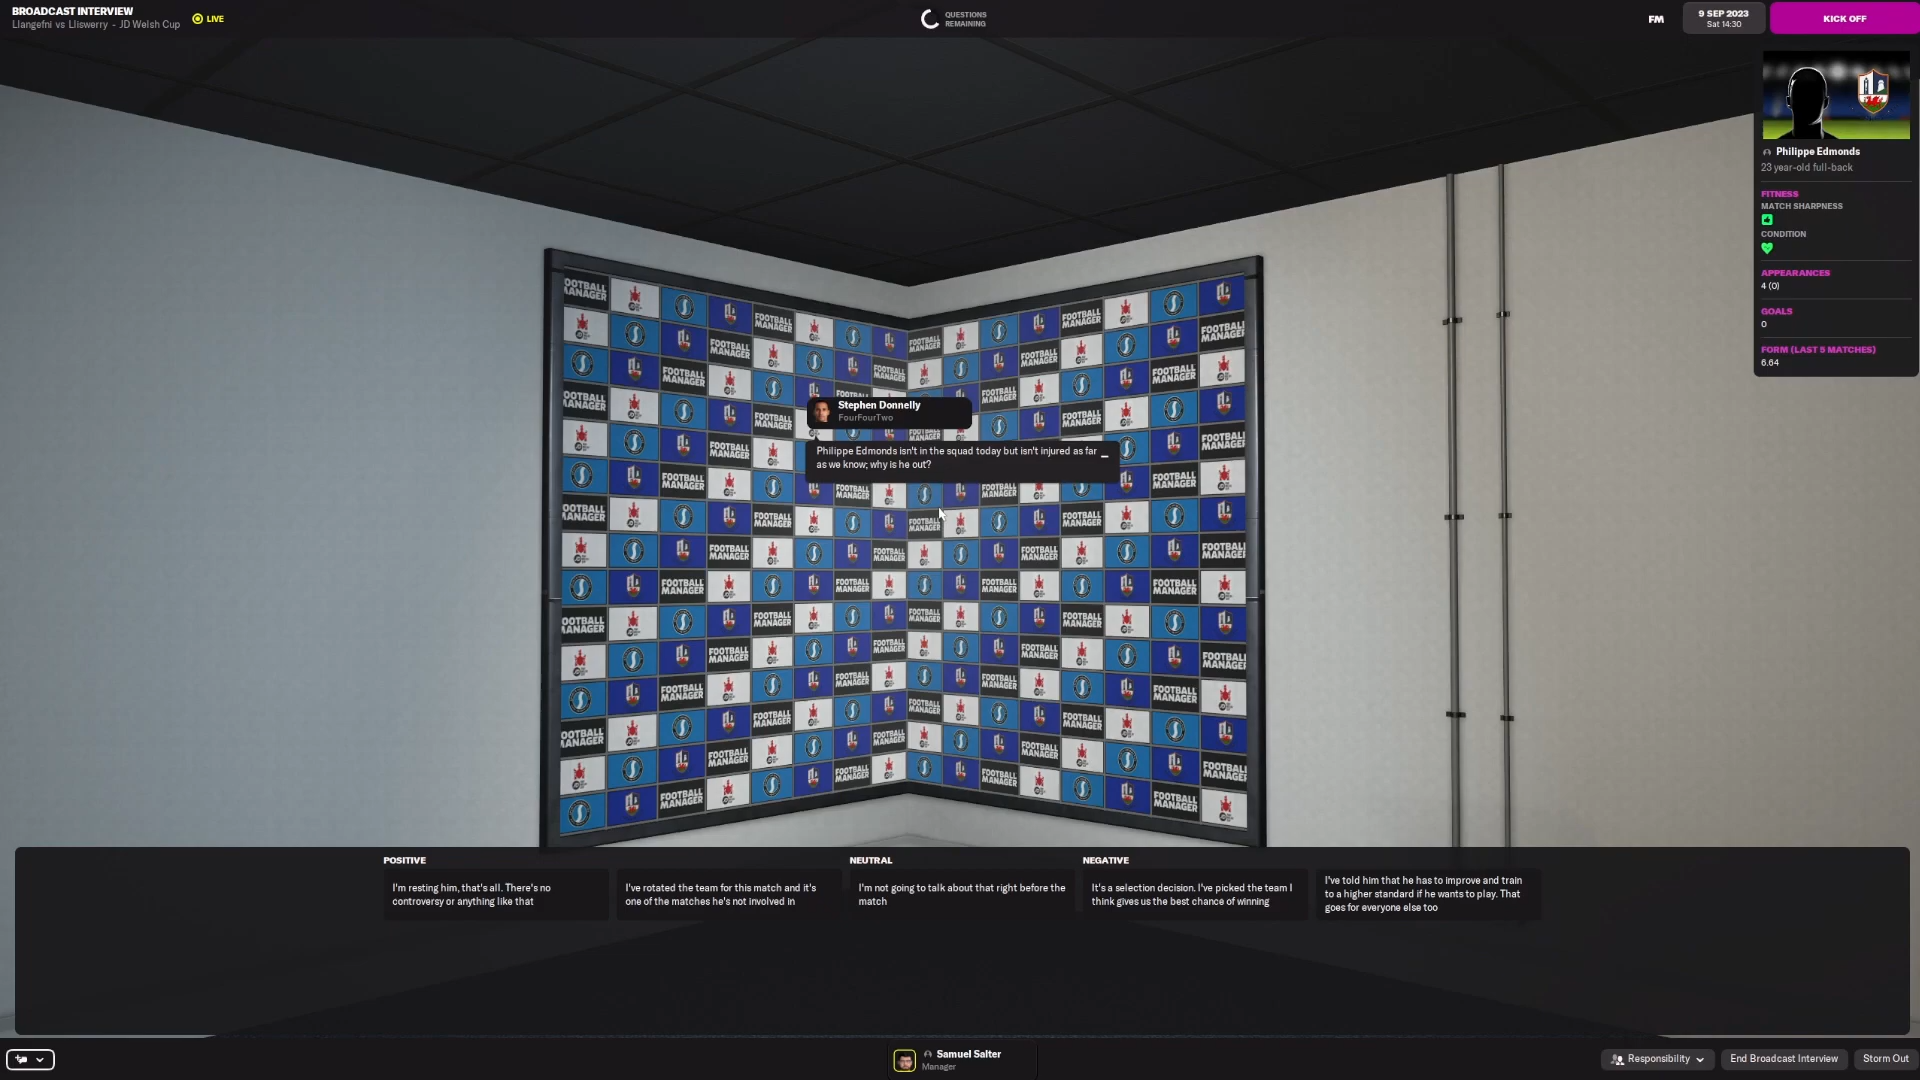 BROADCAST INTERVIEW
Llangefni vs Lliswerry - JD Welsh Cup
LIVE
QUESTIONS
REMAINING
FM
9 SEP 2023
Sat 14:30
KICK OFF
Philippe Edmonds
23 year-old full-back
FITNESS
MATCH SHARPNESS
CONDITION
APPEARANCES
4 (0)
GOALS
0
FORM (LAST 5 MATCHES)
6.64
FOOTBALL
MANAGER
Stephen Donnelly
FourFourTwo
Philippe Edmonds isn't in the squad today but isn't injured as far
as we know; why is he out?
POSITIVE
I'm resting him, that's all. There's no
controversy or anything like that
I've rotated the team for this match and it's
one of the matches he's not involved in
NEUTRAL
I'm not going to talk about that right before the
match
NEGATIVE
It's a selection decision. I've picked the team I
think gives us the best chance of winning
I've told him that he has to improve and train
to a higher standard if he wants to play. That
goes for everyone else too
Samuel Salter
Manager
Responsibility
End Broadcast Interview
Storm Out